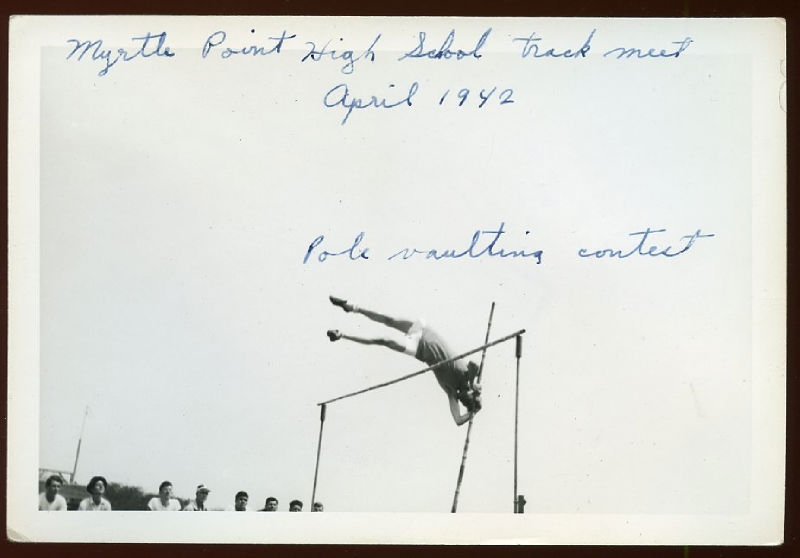 Myrtle Point High School track meet
April 1942
Pole vaulting contest